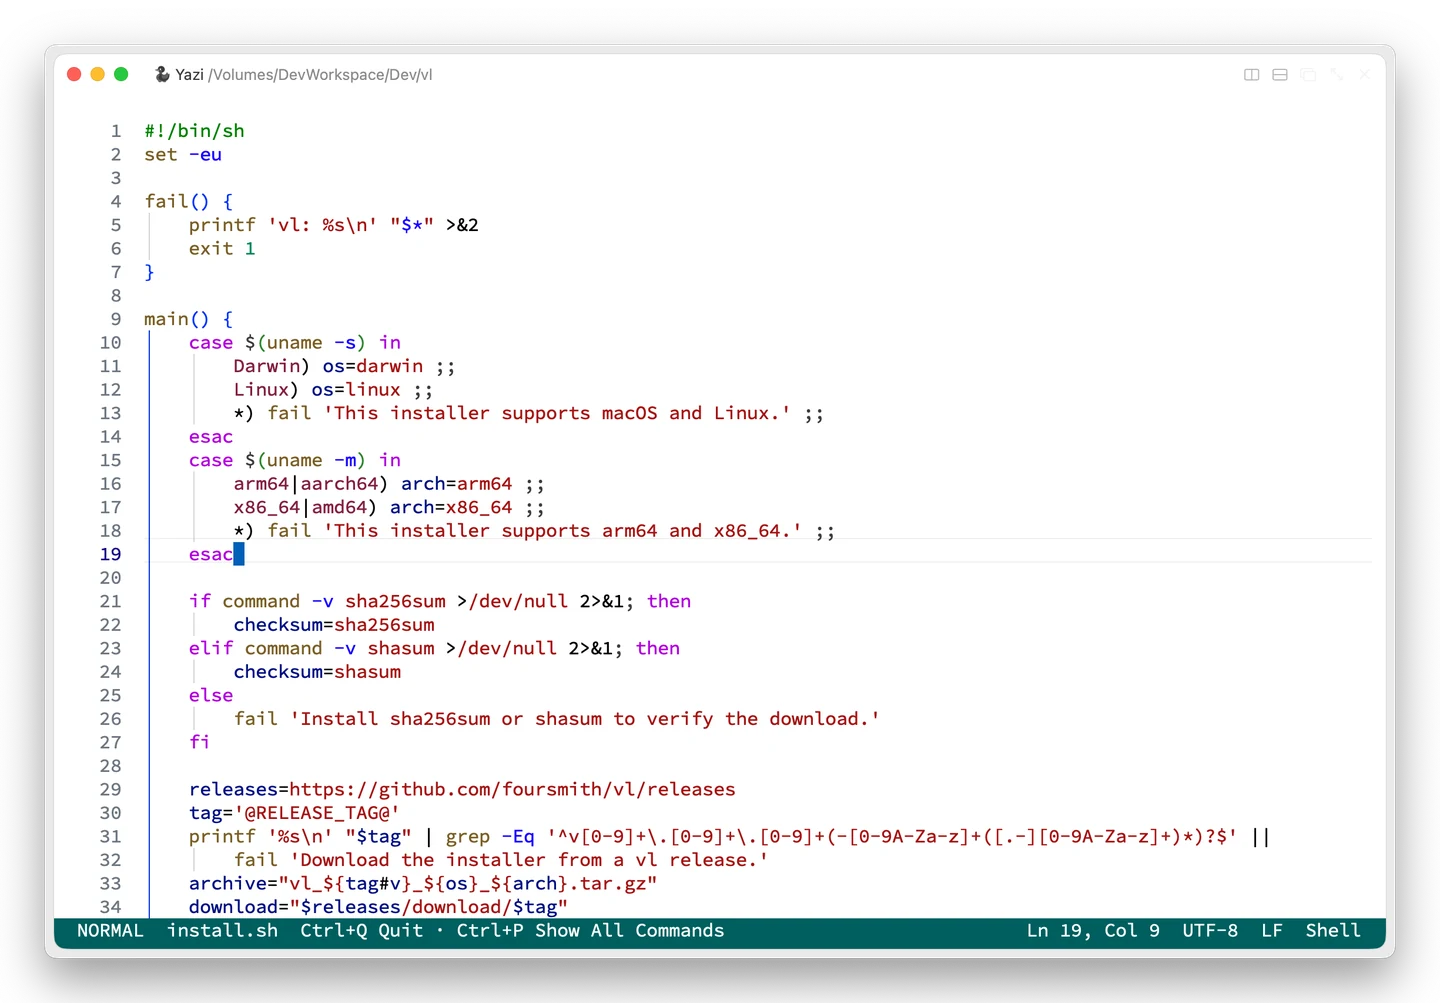 Yazi /Volumes/DevWorkspace/Dev/vl
1 #!/bin/sh
2 set -eu
3
4 fail() {
5     printf 'vl: %s\n' "$*" >&2
6     exit 1
7 }
8
9 main() {
10     case $(uname -s) in
11         Darwin) os=darwin ;;
12         Linux) os=linux ;;
13         *) fail 'This installer supports macOS and Linux.' ;;
14     esac
15     case $(uname -m) in
16         arm64|aarch64) arch=arm64 ;;
17         x86_64|amd64) arch=x86_64 ;;
18         *) fail 'This installer supports arm64 and x86_64.' ;;
19     esac
20
21     if command -v sha256sum >/dev/null 2>&1; then
22         checksum=sha256sum
23     elif command -v shasum >/dev/null 2>&1; then
24         checksum=shasum
25     else
26         fail 'Install sha256sum or shasum to verify the download.'
27     fi
28
29     releases=https://github.com/foursmith/vl/releases
30     tag='@RELEASE_TAG@'
31     printf '%s\n' "$tag" | grep -Eq '^v[0-9]+\.[0-9]+\.[0-9]+(-[0-9A-Za-z]+([.-][0-9A-Za-z]+)*)?$' ||
32         fail 'Download the installer from a vl release.'
33     archive="vl_${tag#v}_${os}_${arch}.tar.gz"
34     download="$releases/download/$tag"
NORMAL  install.sh  Ctrl+Q Quit · Ctrl+P Show All Commands  Ln 19, Col 9  UTF-8  LF  Shell